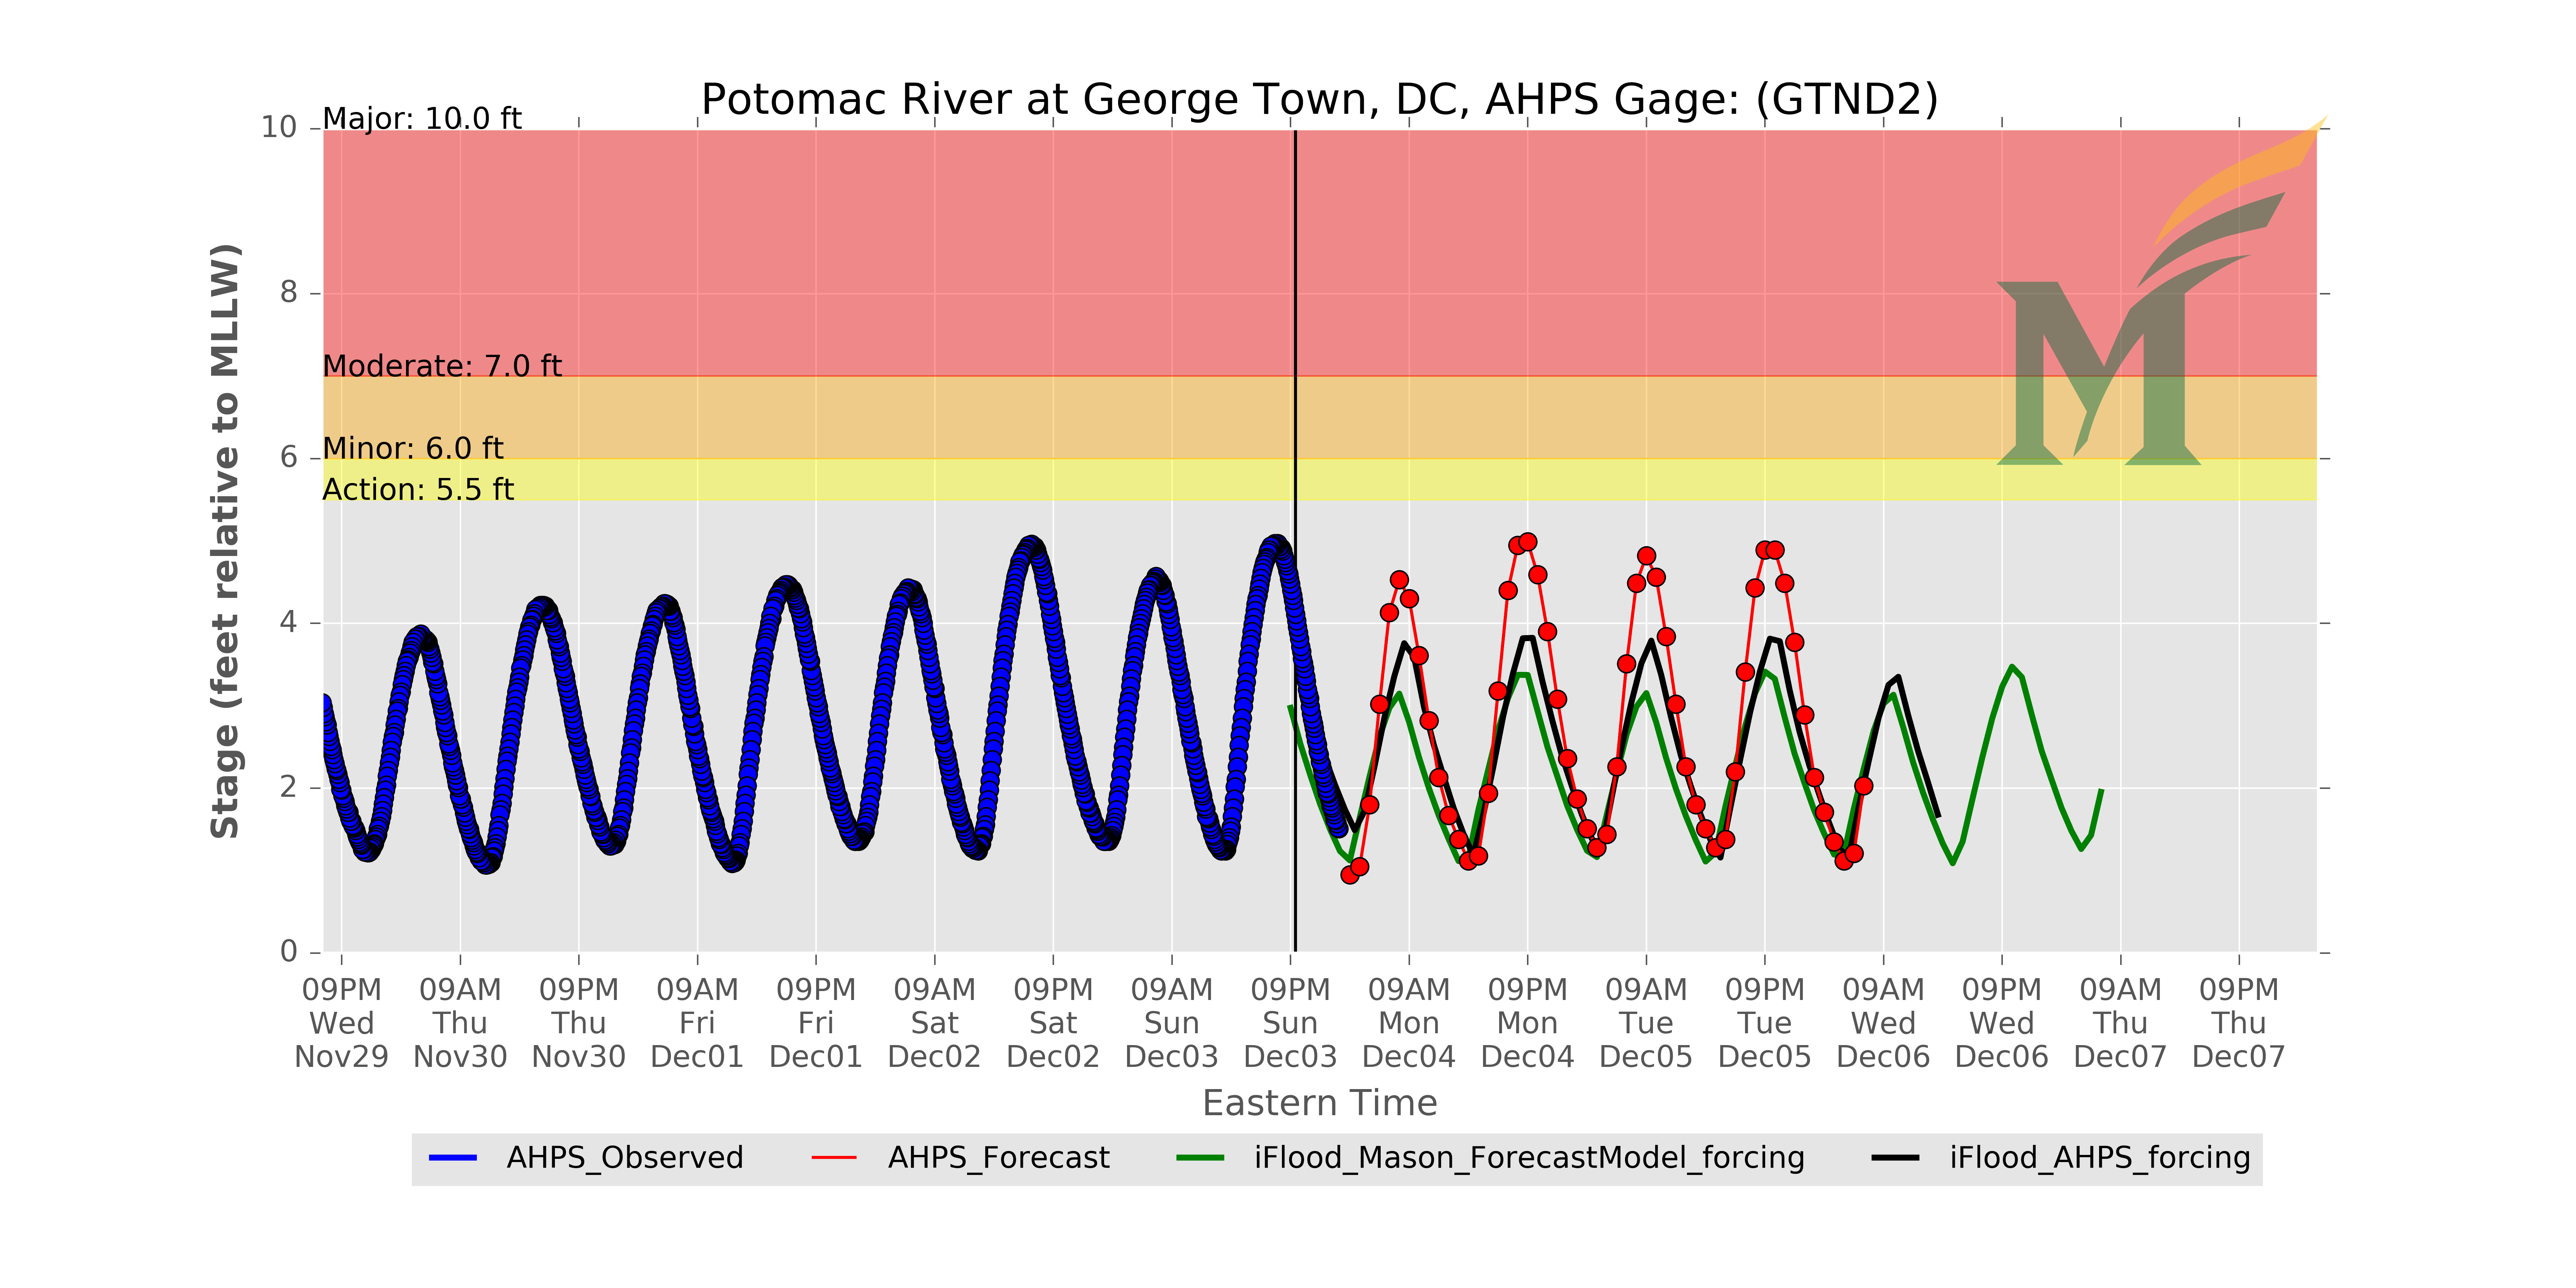 Potomac River at George Town, DC, AHPS Gage: (GTND2)
Major: 10.0 ft
Moderate: 7.0 ft
Minor: 6.0 ft
Action: 5.5 ft
Stage (feet relative to MLLW)
10
8
6
4
2
0
09PM 09AM 09PM 09AM 09PM 09AM 09PM 09AM 09PM 09AM 09PM 09AM 09PM 09AM 09PM 09AM 09PM
Wed Thu Thu Fri Fri Sat Sat Sun Sun Mon Mon Tue Tue Wed Wed Thu Thu
Nov29 Nov30 Nov30 Dec01 Dec01 Dec02 Dec02 Dec03 Dec03 Dec04 Dec04 Dec05 Dec05 Dec06 Dec06 Dec07 Dec07
Eastern Time
AHPS_Observed AHPS_Forecast iFlood_Mason_ForecastModel_forcing iFlood_AHPS_forcing
M